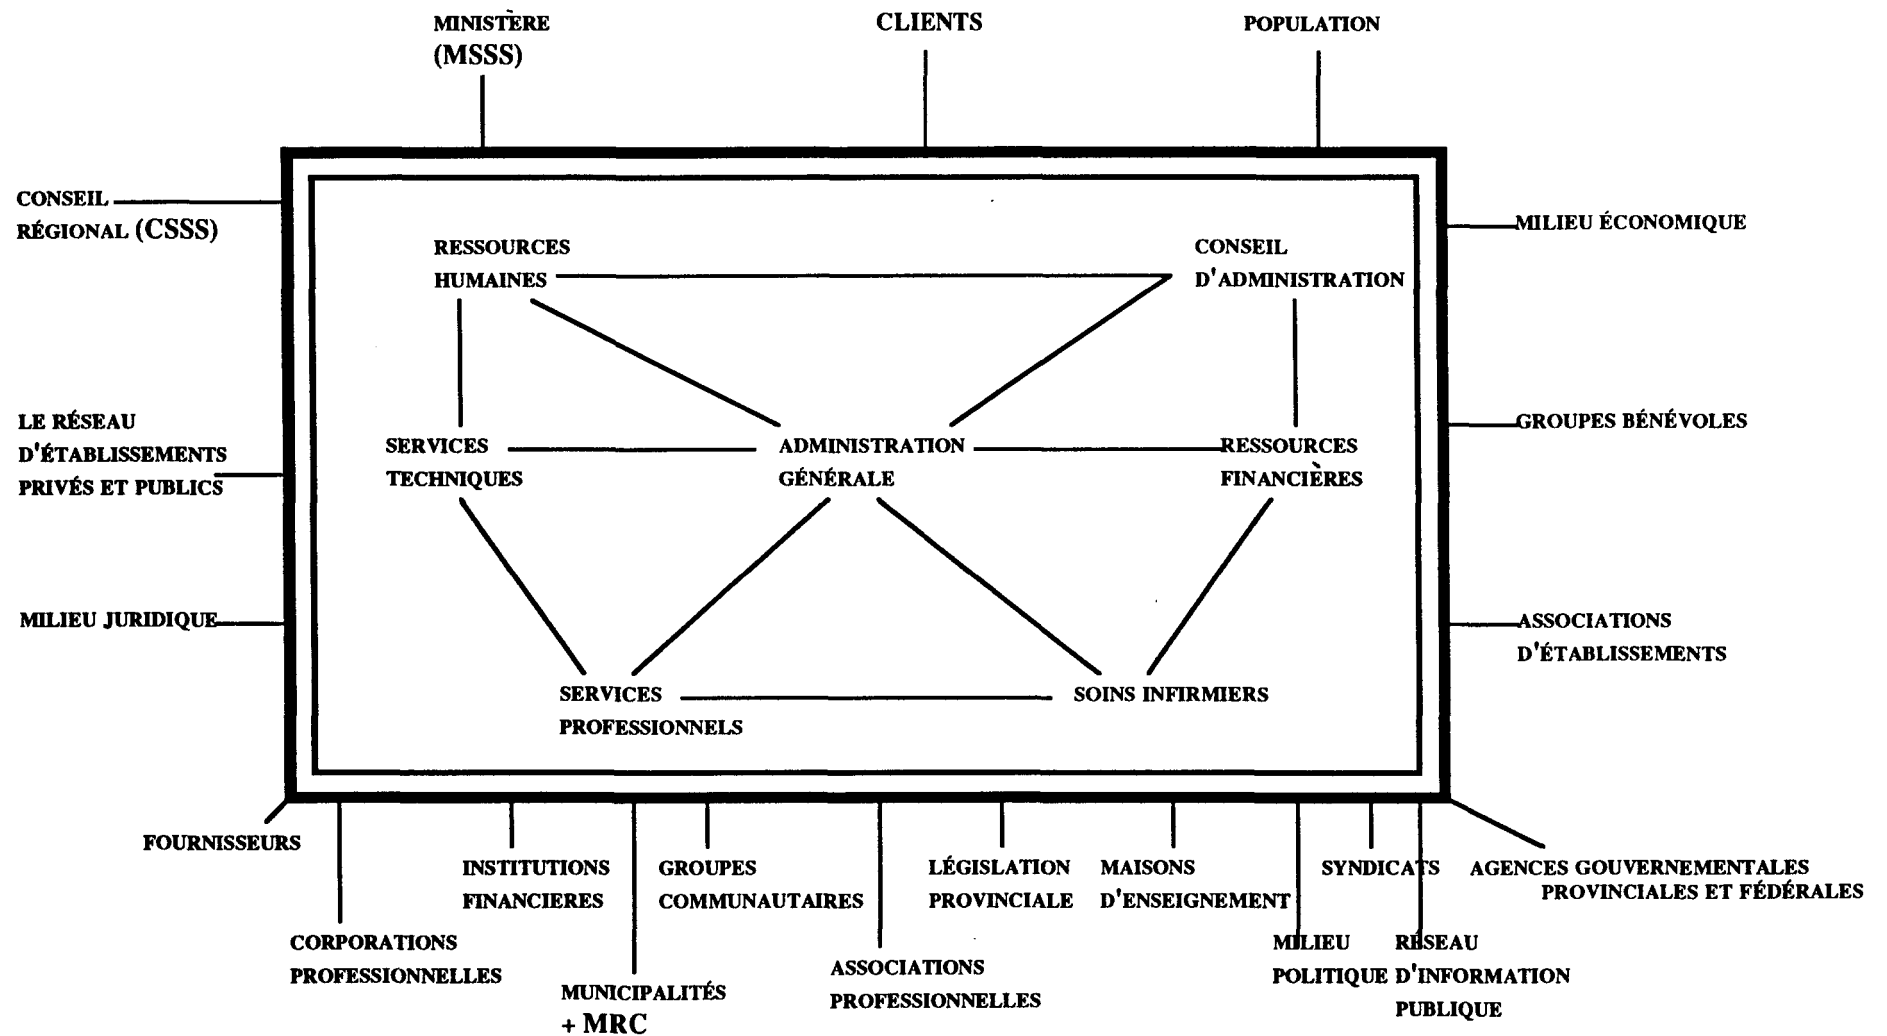 MINISTÈRE
(MSSS)
CLIENTS
POPULATION
CONSEIL
RÉGIONAL (CSSS)
LE RÉSEAU
D'ÉTABLISSEMENTS
PRIVÉS ET PUBLICS
MILIEU JURIDIQUE
RESSOURCES
HUMAINES
CONSEIL
D'ADMINISTRATION
SERVICES
TECHNIQUES
ADMINISTRATION
GÉNÉRALE
RESSOURCES
FINANCIÈRES
SERVICES
PROFESSIONNELS
SOINS INFIRMIERS
MILIEU ÉCONOMIQUE
GROUPES BÉNÉVOLES
ASSOCIATIONS
D'ÉTABLISSEMENTS
FOURNISSEURS
CORPORATIONS
PROFESSIONNELLES
INSTITUTIONS
FINANCIERES
MUNICIPALITÉS
+ MRC
GROUPES
COMMUNAUTAIRES
ASSOCIATIONS
PROFESSIONNELLES
LÉGISLATION
PROVINCIALE
MAISONS
D'ENSEIGNEMENT
MILIEU
POLITIQUE
SYNDICATS
RÉSEAU
D'INFORMATION
PUBLIQUE
AGENCES GOUVERNEMENTALES
PROVINCIALES ET FÉDÉRALES